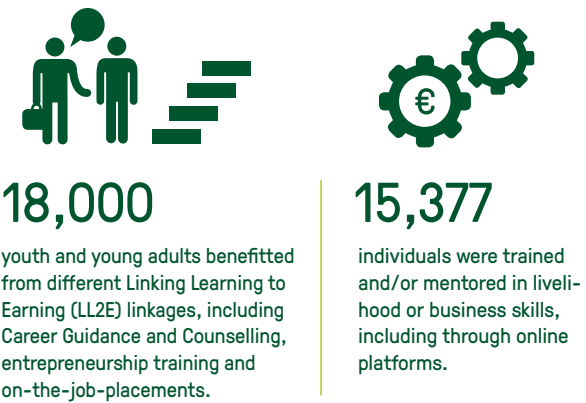 €
18,000
youth and young adults benefitted
from different Linking Learning to
Earning (LL2E) linkages, including
Career Guidance and Counselling,
entrepreneurship training and
on-the-job-placements.
15,377
individuals were trained
and/or mentored in liveli-
hood or business skills,
including through online
platforms.